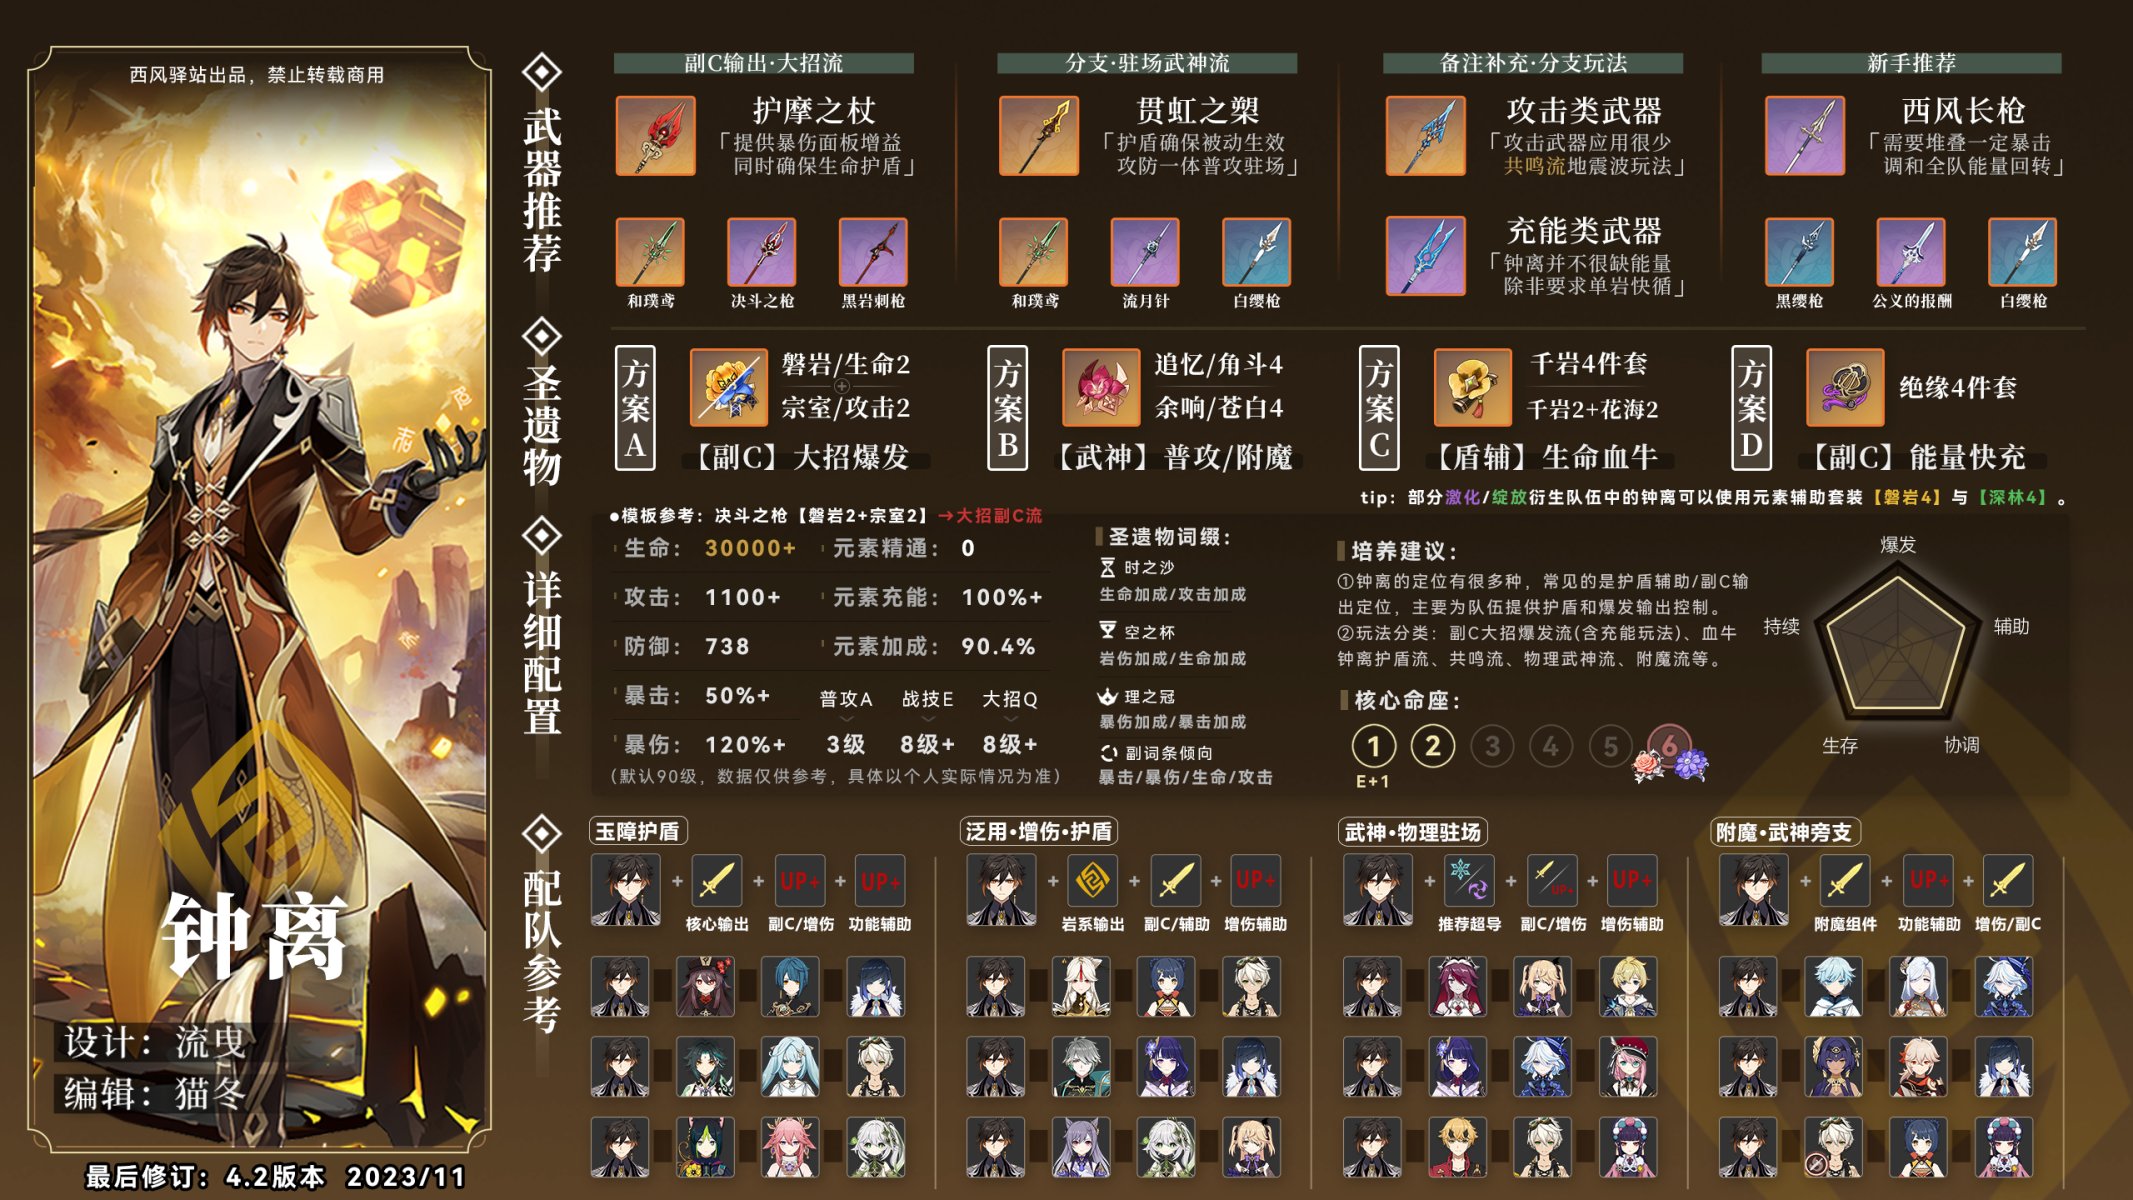 西风驿站出品，禁止转载商用
钟离
设计：流曳
编辑：猫冬
最后修订：4.2版本 2023/11
武器推荐
副C输出·大招流
护摩之杖
「提供暴伤面板增益
同时确保生命护盾」
和璞鸢
决斗之枪
黑岩刺枪
分支·驻场武神流
贯虹之槊
「护盾确保被动生效
攻防一体普攻驻场」
和璞鸢
流月针
白缨枪
备注补充·分支玩法
攻击类武器
「攻击武器应用很少
共鸣流地震波玩法」
充能类武器
「钟离并不很缺能量
除非要求单岩快循」
新手推荐
西风长枪
「需要堆叠一定暴击
调和全队能量回转」
黑缨枪
公义的报酬
白缨枪
圣遗物
方案A
磐岩/生命2
宗室/攻击2
【副C】大招爆发
方案B
追忆/角斗4
余响/苍白4
【武神】普攻/附魔
方案C
千岩4件套
千岩2+花海2
【盾辅】生命血牛
方案D
绝缘4件套
【副C】能量快充
tip：部分激化/绽放衍生队伍中的钟离可以使用元素辅助套装【磐岩4】与【深林4】。
详细配置
●模板参考：决斗之枪【磐岩2+宗室2】→大招副C流
生命：30000+ 元素精通：0
攻击：1100+ 元素充能：100%+
防御：738 元素加成：90.4%
暴击：50%+ 普攻A 战技E 大招Q
暴伤：120%+ 3级 8级+ 8级+
(默认90级，数据仅供参考，具体以个人实际情况为准)
圣遗物词缀：
时之沙
生命加成/攻击加成
空之杯
岩伤加成/生命加成
理之冠
暴伤加成/暴击加成
副词条倾向
暴击/暴伤/生命/攻击
培养建议：
①钟离的定位有很多种，常见的是护盾辅助/副C输
出定位，主要为队伍提供护盾和爆发输出控制。
②玩法分类：副C大招爆发流(含充能玩法)、血牛
钟离护盾流、共鸣流、物理武神流、附魔流等。
核心命座：
1 2 3 4 5 6
E+1
爆发
持续
辅助
生存
协调
配队参考
玉障护盾
+ + UP+ + UP+
核心输出 副C/增伤 功能辅助
泛用·增伤·护盾
+ + + UP+
岩系输出 副C/辅助 增伤辅助
武神·物理驻场
+ + UP+ + UP+
推荐超导 副C/增伤 增伤辅助
附魔·武神旁支
+ + UP+ +
附魔组件 功能辅助 增伤/副C